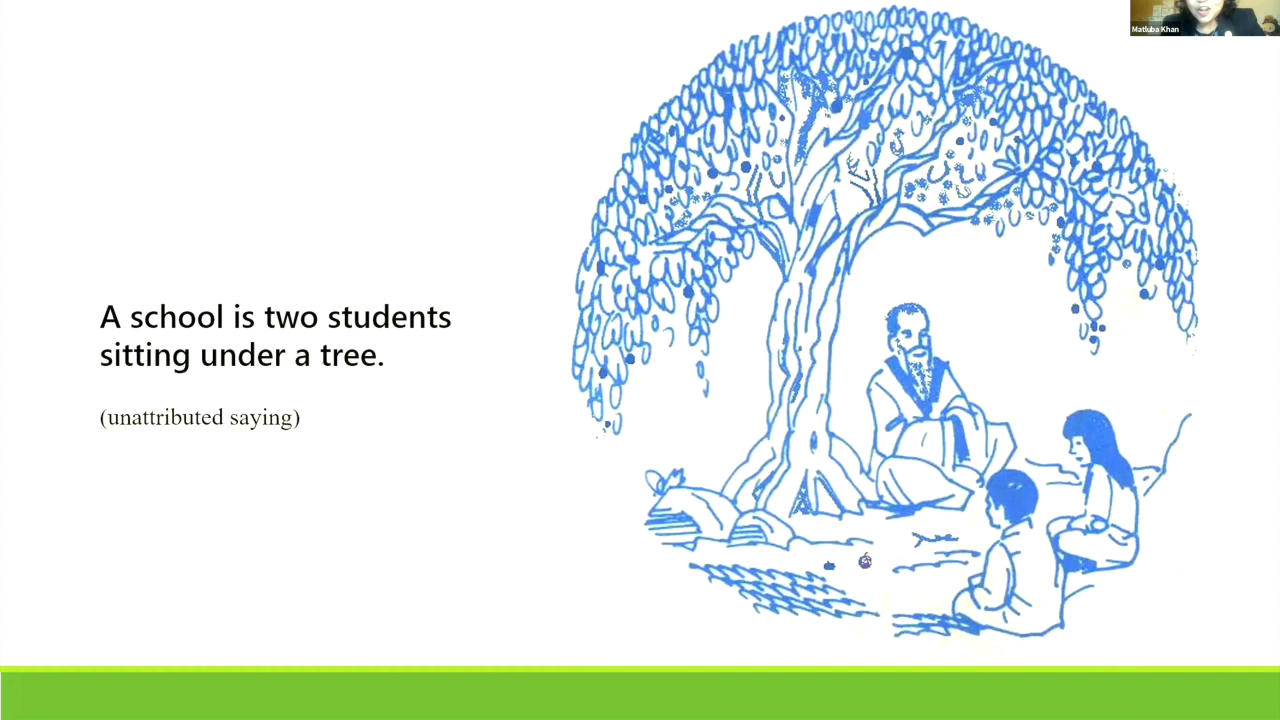 Matluba Khan
A school is two students
sitting under a tree.
(unattributed saying)